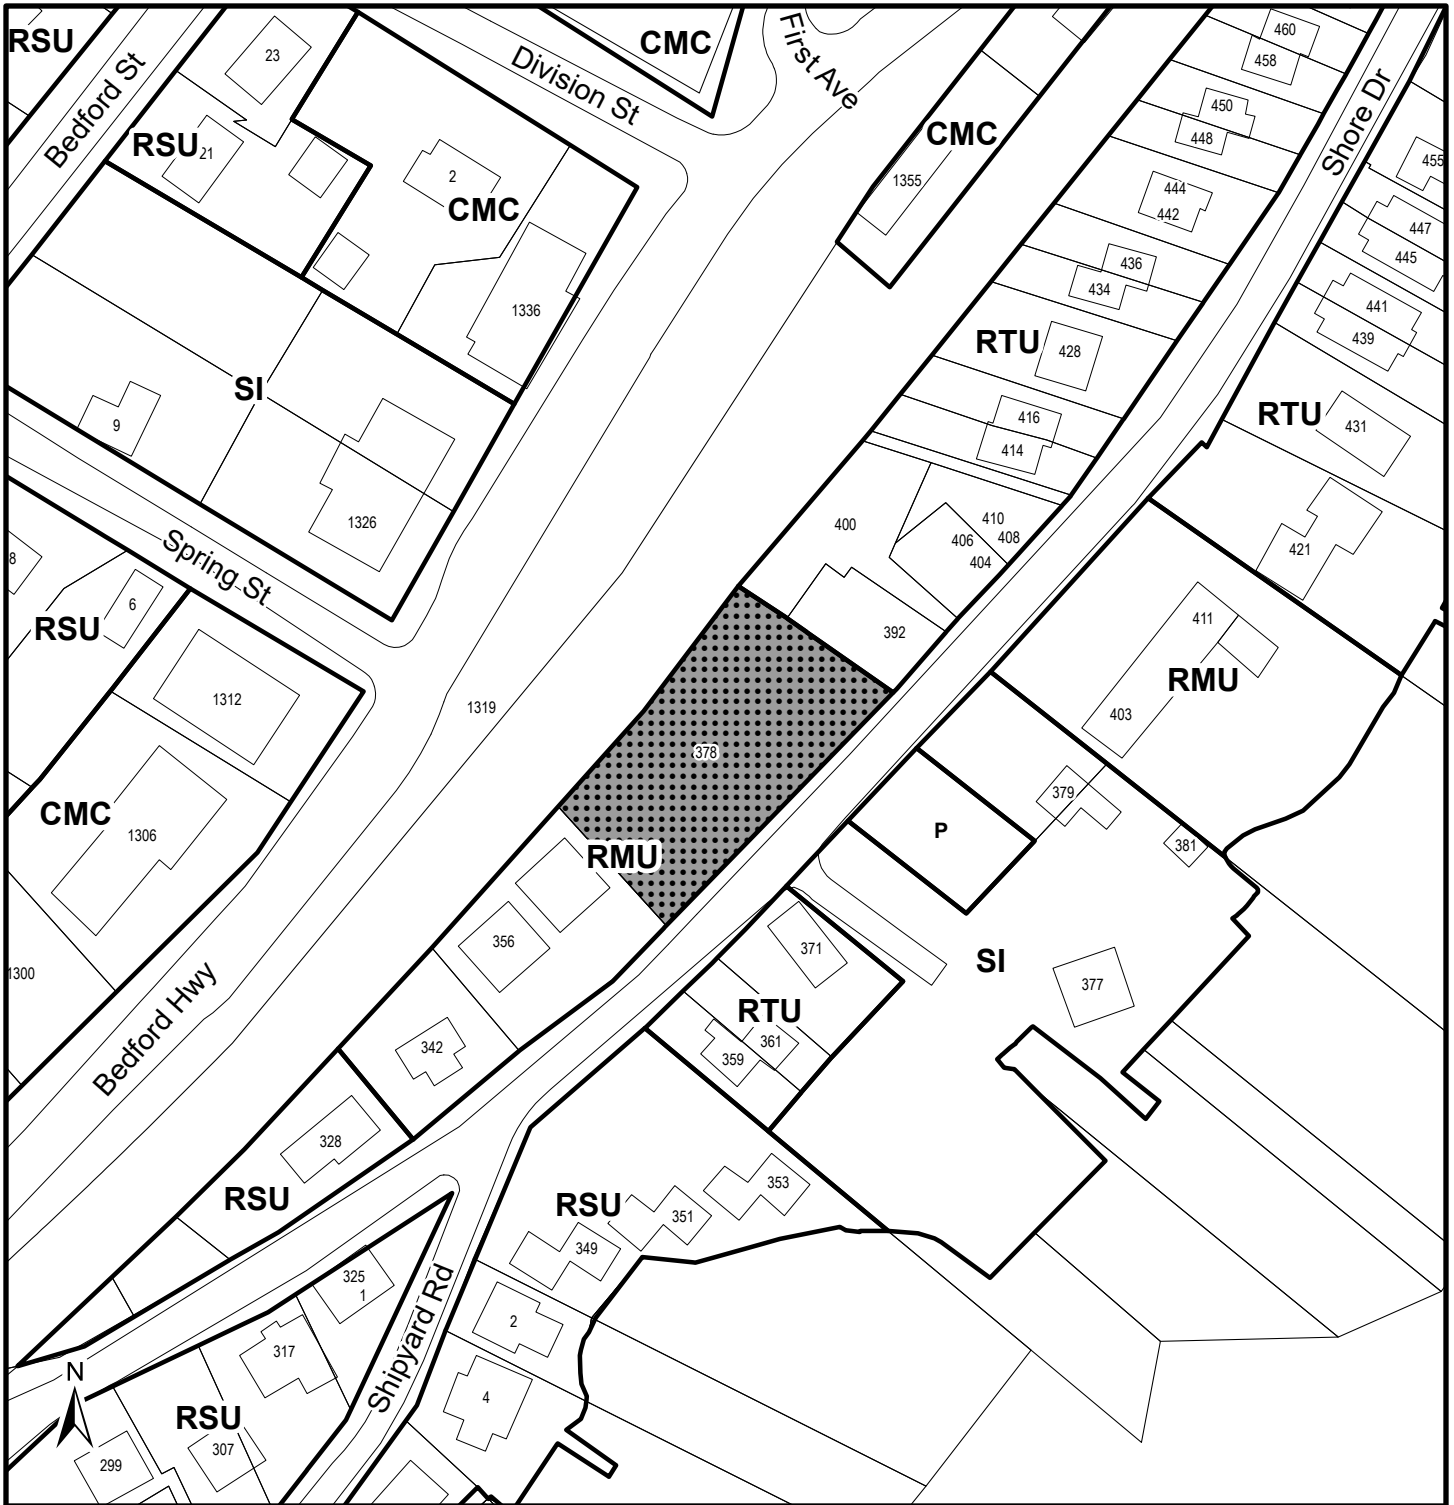 RSU
Bedford St
23
RSU
21
Division St
CMC
First Ave
460
458
450
448
CMC
Shore Dr
455
2
CMC
1355
444
442
447
445
436
434
441
439
1336
RTU
428
SI
9
416
414
RTU
431
1326
400
410
408
406
404
421
Spring St
8
6
RSU
392
411
RMU
403
1312
1319
378
CMC
1306
379
P
381
RMU
356
371
SI
377
1300
Bedford Hwy
RTU
361
359
342
328
RSU
353
RSU
351
349
325
1
Shipyard Rd
2
317
N
4
RSU
307
299